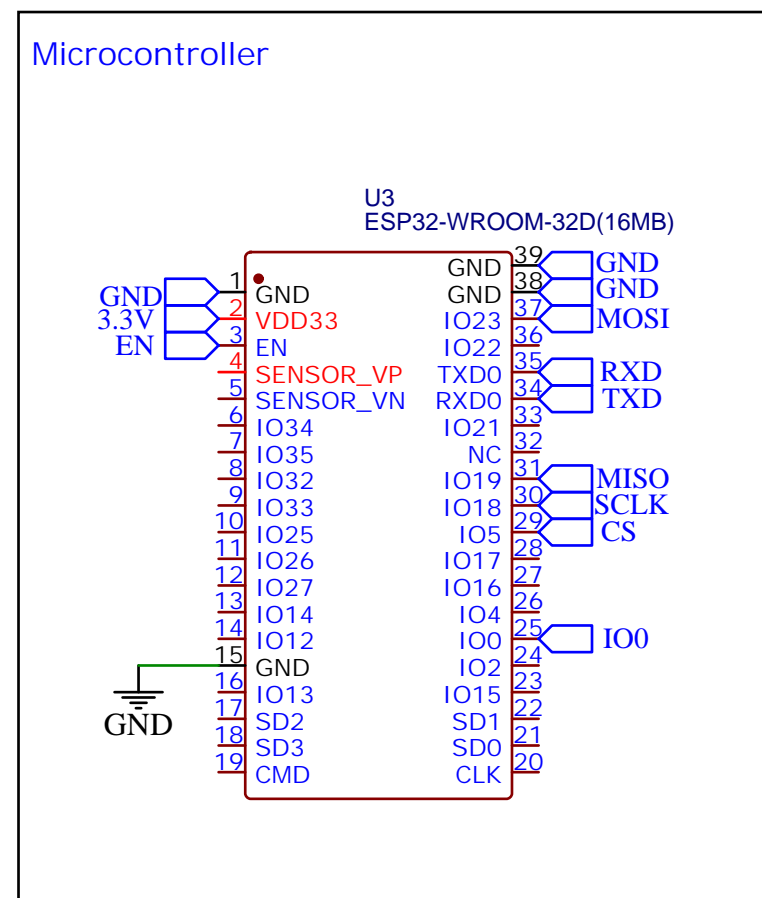 Microcontroller
U3
ESP32-WROOM-32D(16MB)
GND 39 GND
1 GND GND 38 GND
GND
3.3V 2 VDD33 IO23 37 MOSI
EN 3 EN IO22 36
4 SENSOR_VP TXD0 35 RXD
5 SENSOR_VN RXD0 34 TXD
6 IO34 IO21 33
7 IO35 NC 32
8 IO32 IO19 31 MISO
9 IO33 IO18 30 SCLK
10 IO25 IO5 29 CS
11 IO26 IO17 28
12 IO27 IO16 27
13 IO14 IO4 26
14 IO12 IO0 25 IO0
15 GND IO2 24
16 IO13 IO15 23
GND
17 SD2 SD1 22
18 SD3 SD0 21
19 CMD CLK 20